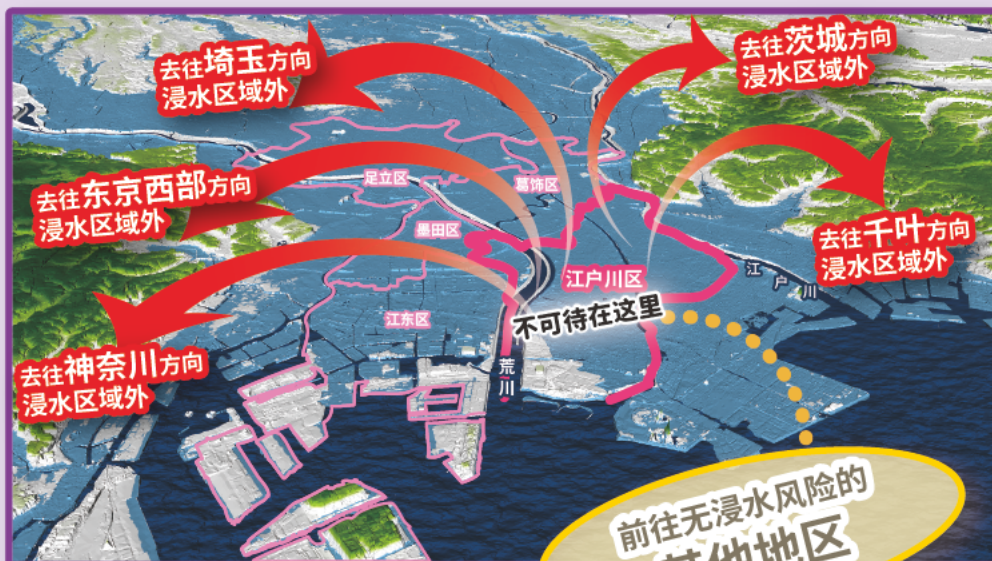 去往埼玉方向
浸水区域外
去往茨城方向
浸水区域外
去往东京西部方向
浸水区域外
足立区
葛饰区
墨田区
去往千叶方向
浸水区域外
江户川区
不可待在这里
江户川
江东区
荒川
去往神奈川方向
浸水区域外
前往无浸水风险的
其他地区